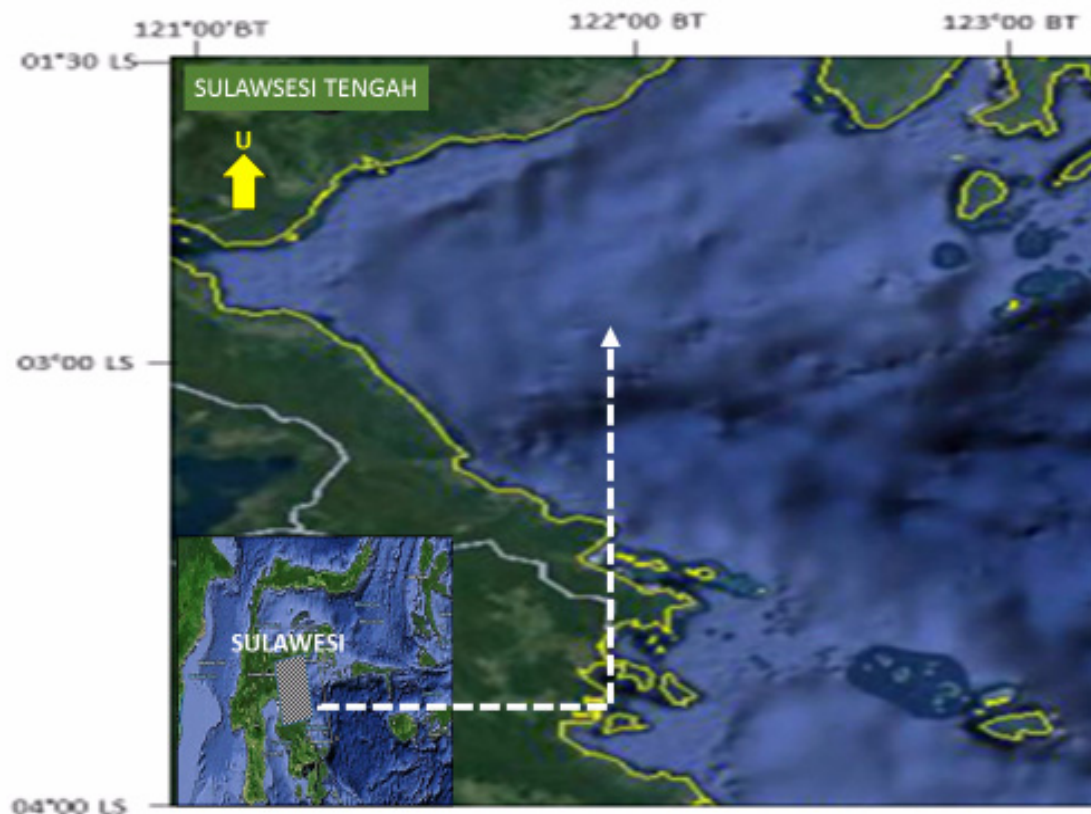 121°00'BT
122°00 BT
123°00 BT
01°30 LS
SULAWSESI TENGAH
U
03°00 LS
SULAWESI
04°00 LS